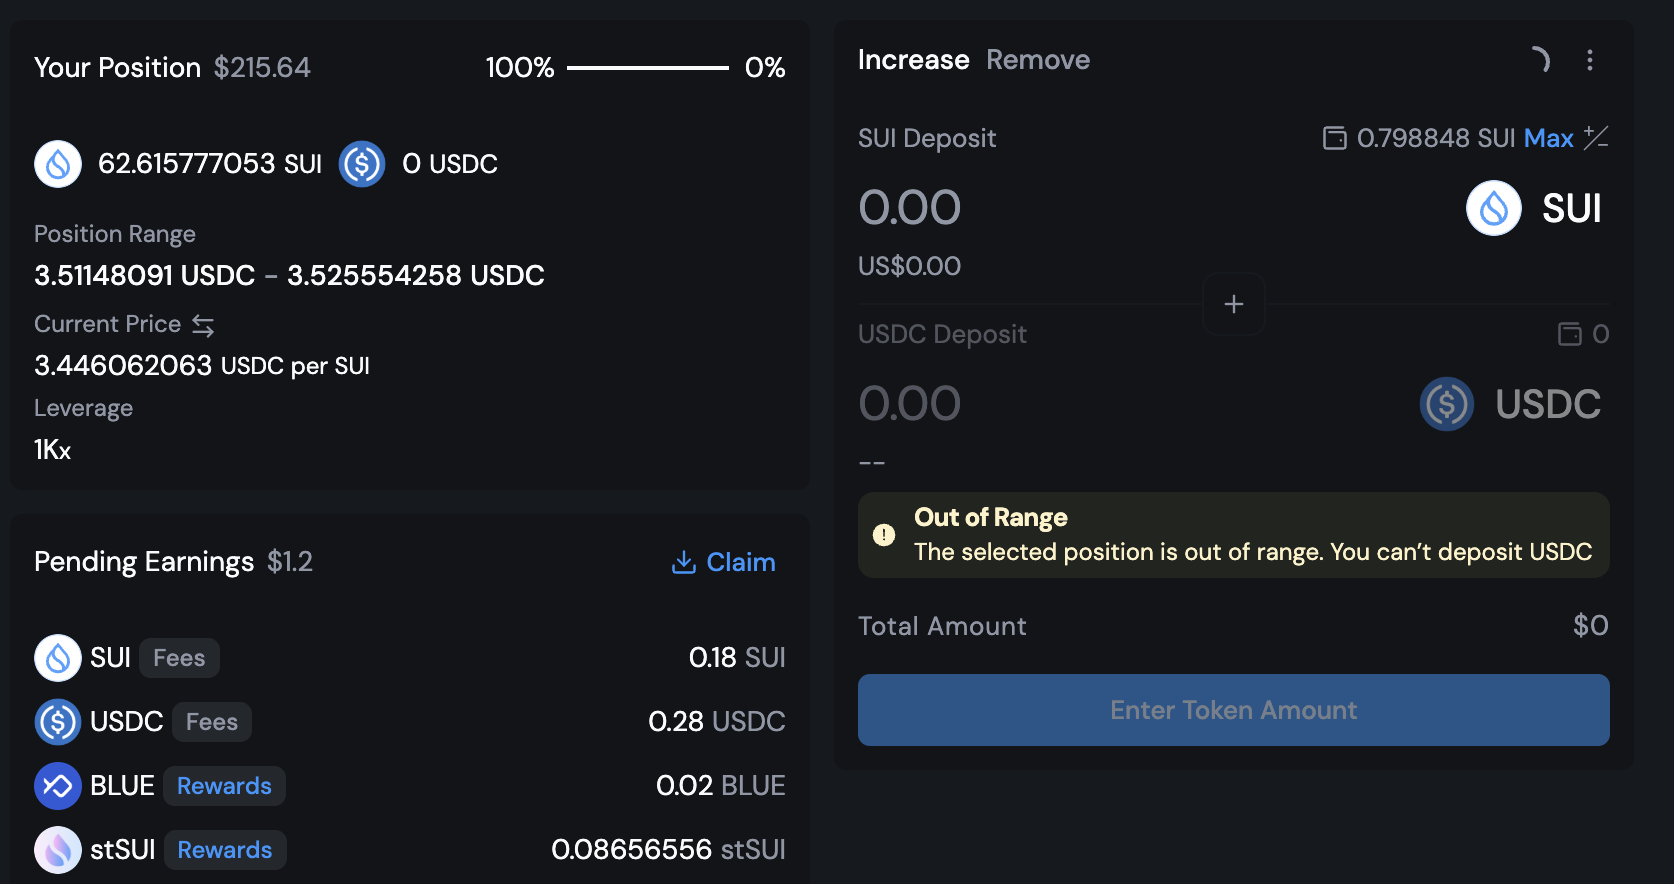 Your Position $215.64 100% 0%
62.615777053 SUI 0 USDC
Position Range
3.51148091 USDC – 3.525554258 USDC
Current Price
3.446062063 USDC per SUI
Leverage
1Kx
Pending Earnings $1.2 Claim
SUI Fees 0.18 SUI
USDC Fees 0.28 USDC
BLUE Rewards 0.02 BLUE
stSUI Rewards 0.08656556 stSUI
Increase Remove
SUI Deposit 0.798848 SUI Max
0.00 SUI
US$0.00
+
USDC Deposit 0
0.00 USDC
--
Out of Range
The selected position is out of range. You can’t deposit USDC
Total Amount $0
Enter Token Amount